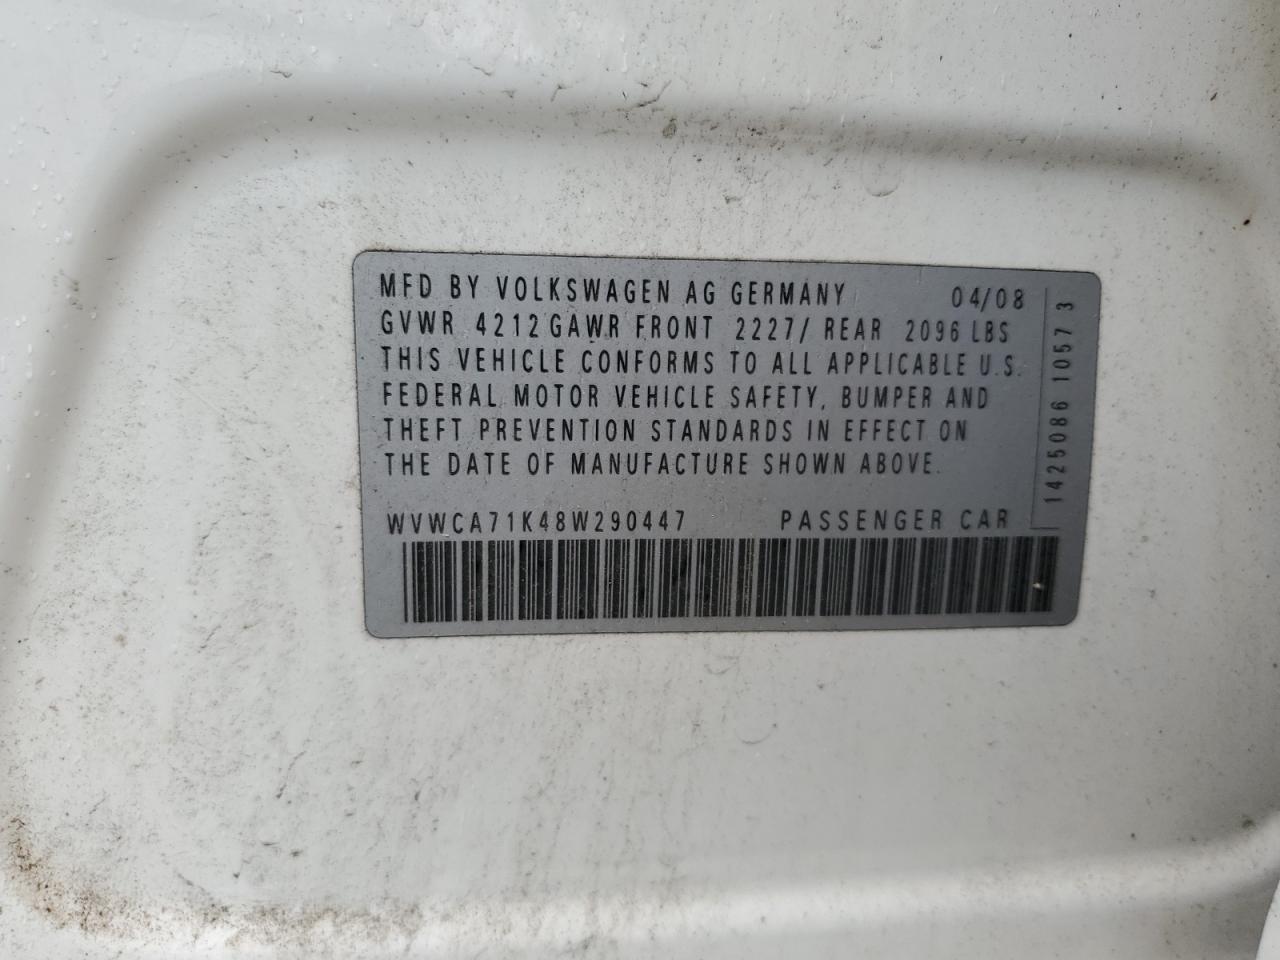 MFD BY VOLKSWAGEN AG GERMANY 04/08
GVWR 4212 GAWR FRONT 2227/ REAR 2096 LBS
THIS VEHICLE CONFORMS TO ALL APPLICABLE U.S.
FEDERAL MOTOR VEHICLE SAFETY, BUMPER AND
THEFT PREVENTION STANDARDS IN EFFECT ON
THE DATE OF MANUFACTURE SHOWN ABOVE.
WVWCA71K48W290447 PASSENGER CAR
1425086 1057 3